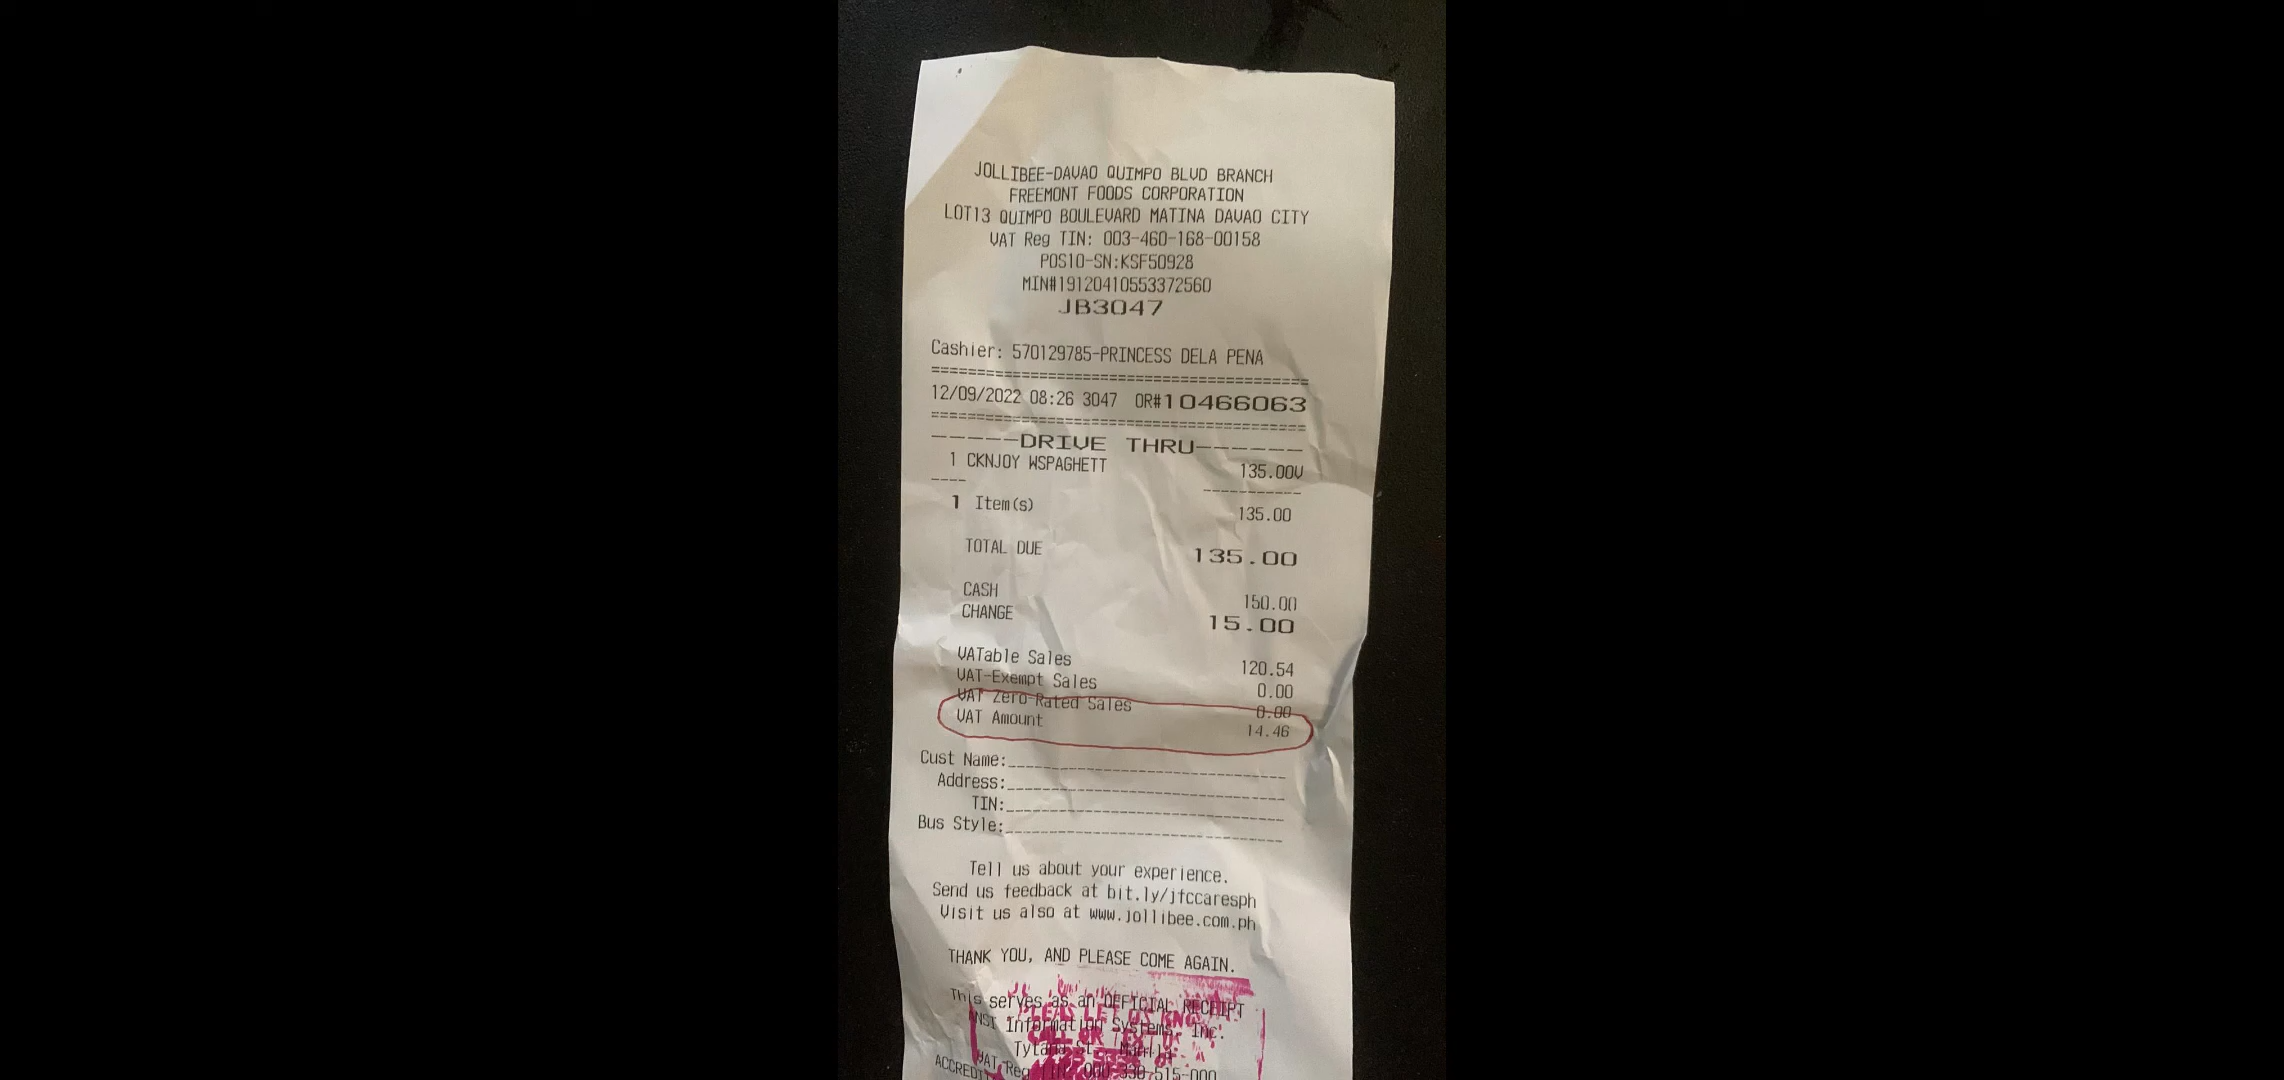 JOLLIBEE-DAVAO QUIMPO BLVD BRANCH
FREEMONT FOODS CORPORATION
LOT13 QUIMPO BOULEVARD MATINA DAVAO CITY
VAT Reg TIN: 003-460-168-00158
POS10-SN:KSF50928
MIN#19120410553372560
JB3047
Cashier: 570129785-PRINCESS DELA PENA
==========================================
12/09/2022 08:26 3047 OR#10466063
==========================================
-----DRIVE THRU------
1 CKNJOY WSPAGHETT 135.00V
---- -----------
1 Item(s) 135.00
TOTAL DUE 135.00
CASH 150.00
CHANGE 15.00
VATable Sales 120.54
VAT-Exempt Sales 0.00
VAT Zero-Rated Sales 0.00
VAT Amount 14.46
Cust Name:_______________________________
Address:_______________________________
TIN:_______________________________
Bus Style:_______________________________
Tell us about your experience.
Send us feedback at bit.ly/jfccaresph
Visit us also at www.jollibee.com.ph
THANK YOU, AND PLEASE COME AGAIN.
This serves as an OFFICIAL RECEIPT
Information Systems, Inc.
VAT Reg